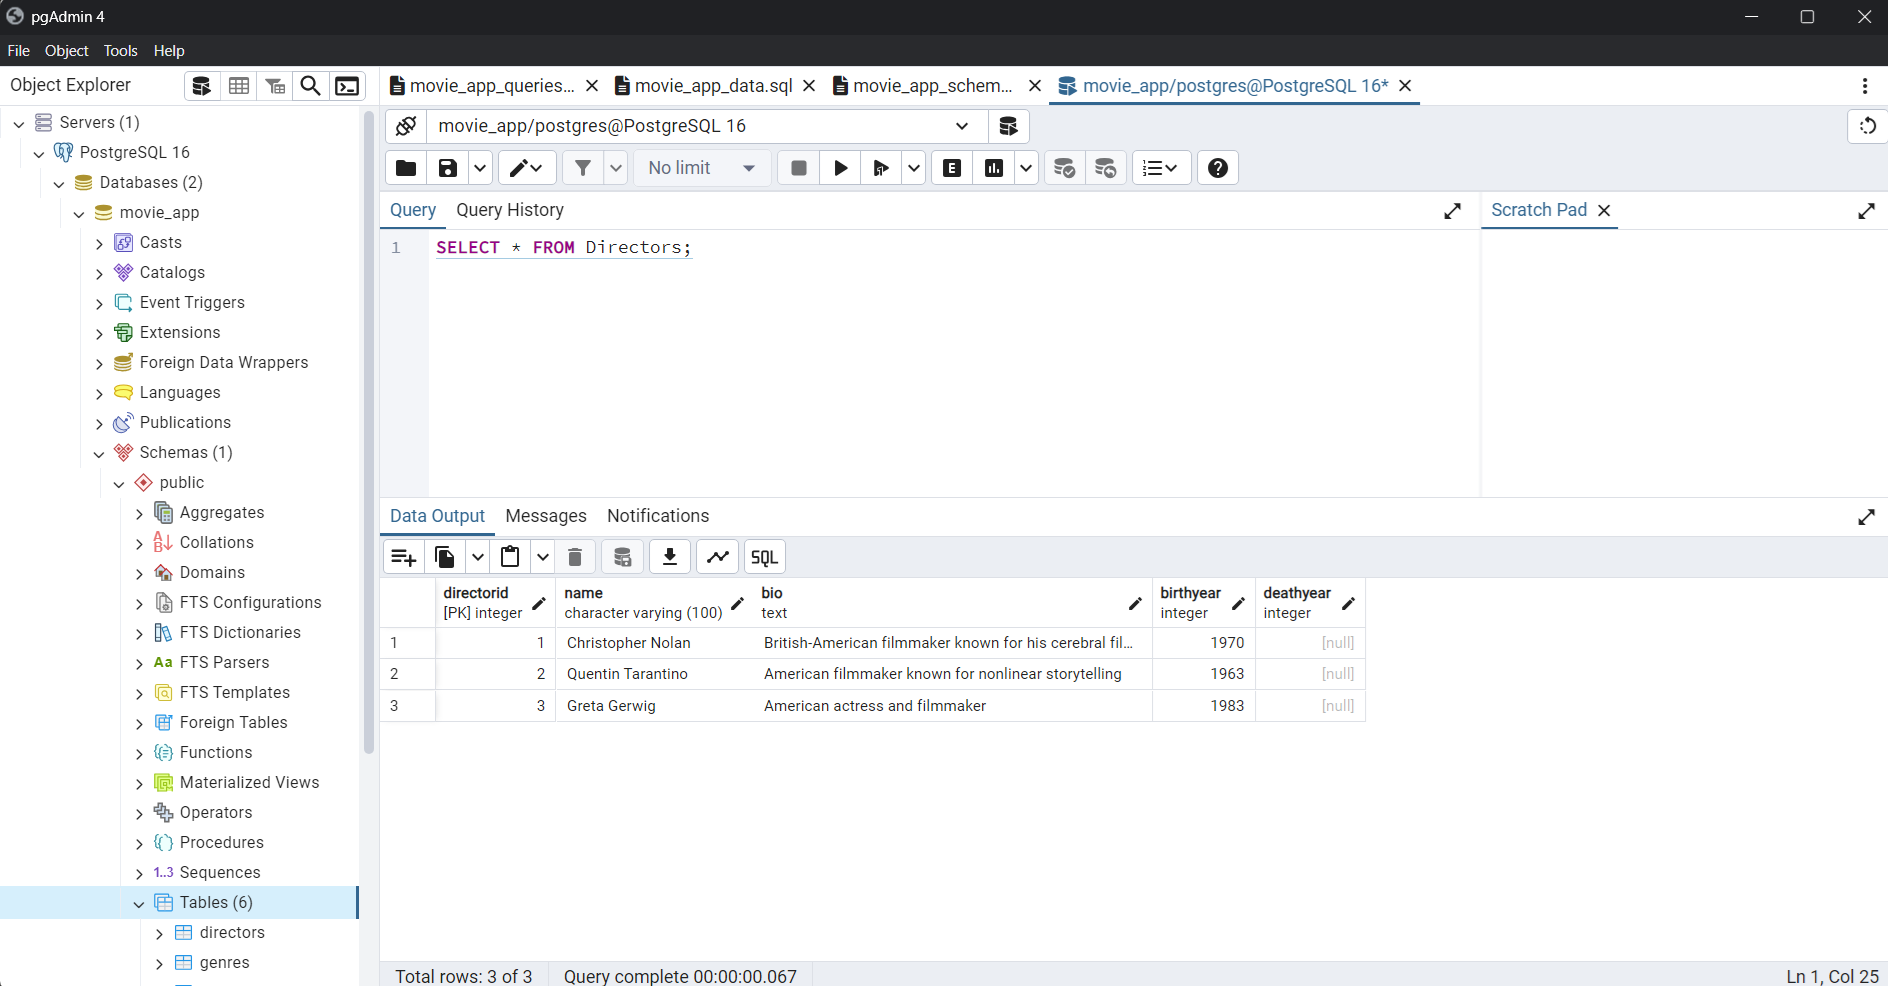 pgAdmin 4
File Object Tools Help
Object Explorer
movie_app_queries...
movie_app_data.sql
movie_app_schem...
movie_app/postgres@PostgreSQL 16*
Servers (1)
PostgreSQL 16
Databases (2)
movie_app
Casts
Catalogs
Event Triggers
Extensions
Foreign Data Wrappers
Languages
Publications
Schemas (1)
public
Aggregates
Collations
Domains
FTS Configurations
FTS Dictionaries
Aa FTS Parsers
FTS Templates
Foreign Tables
Functions
Materialized Views
Operators
Procedures
1..3 Sequences
Tables (6)
directors
genres
movie_app/postgres@PostgreSQL 16
No limit
E
Query Query History
Scratch Pad
1 SELECT * FROM Directors;
Data Output Messages Notifications
SQL
directorid name bio birthyear deathyear
[PK] integer character varying (100) text integer integer
1 1 Christopher Nolan British-American filmmaker known for his cerebral fil... 1970 [null]
2 2 Quentin Tarantino American filmmaker known for nonlinear storytelling 1963 [null]
3 3 Greta Gerwig American actress and filmmaker 1983 [null]
Total rows: 3 of 3 Query complete 00:00:00.067 Ln 1, Col 25